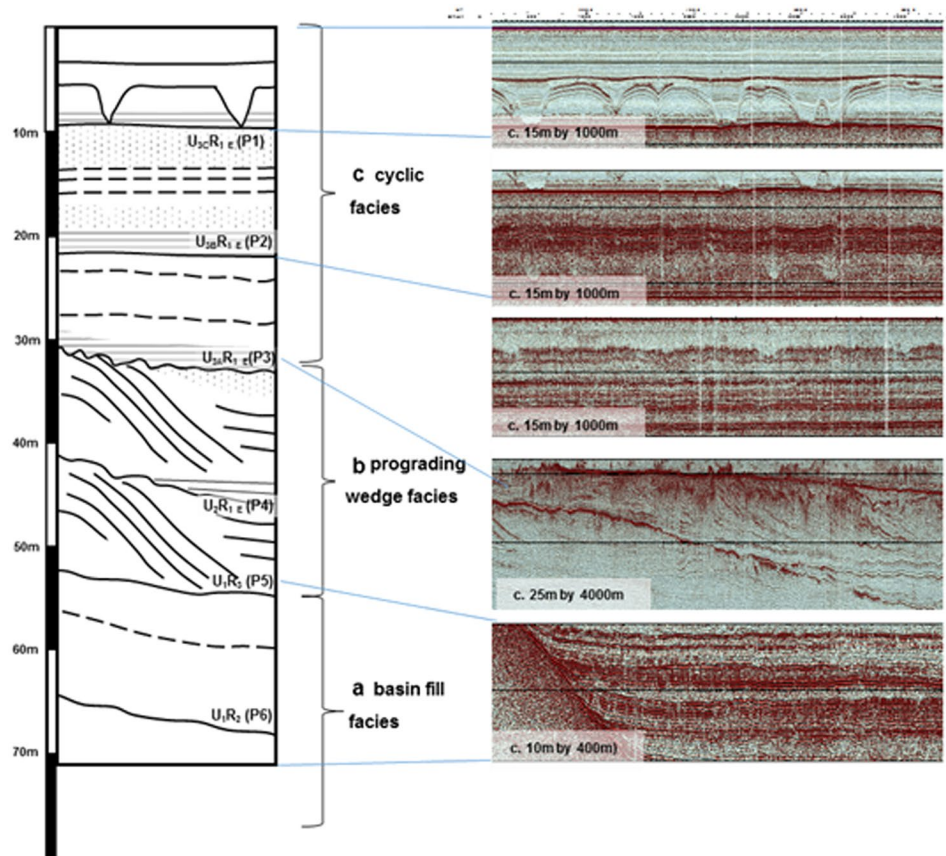 10m
20m
30m
40m
50m
60m
70m
U3CR1 E (P1)
U3BR1 E (P2)
U3AR1 E (P3)
U2R1 E (P4)
U1R3 (P5)
U1R2 (P6)
c cyclic
facies
b prograding
wedge facies
a basin fill
facies
c. 15m by 1000m
c. 15m by 1000m
c. 15m by 1000m
c. 25m by 4000m
c. 10m by 400m)